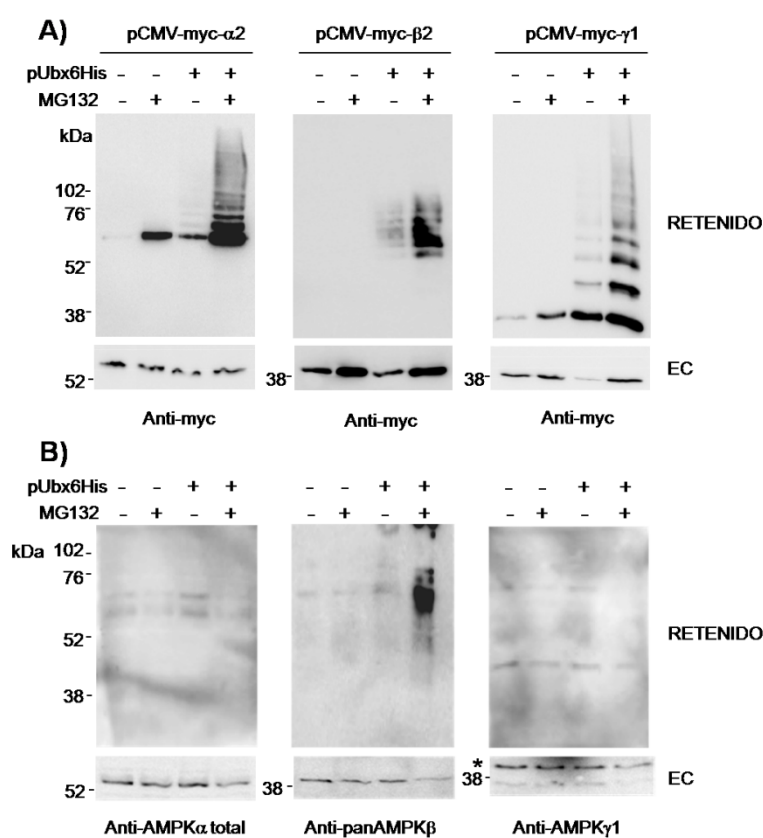 A)
pCMV-myc-α2 pCMV-myc-β2 pCMV-myc-γ1
pUbx6His - - + + - - + + - - + +
MG132 - + - + - + - + - + - +
kDa
102-
76-
52-
38-
RETENIDO
52- 38- 38- EC
Anti-myc Anti-myc Anti-myc
B)
pUbx6His - - + + - - + + - - + +
MG132 - + - + - + - + - + - +
kDa 102-
76-
52-
38-
RETENIDO
*
52- 38- 38- EC
Anti-AMPKα total Anti-panAMPKβ Anti-AMPKγ1